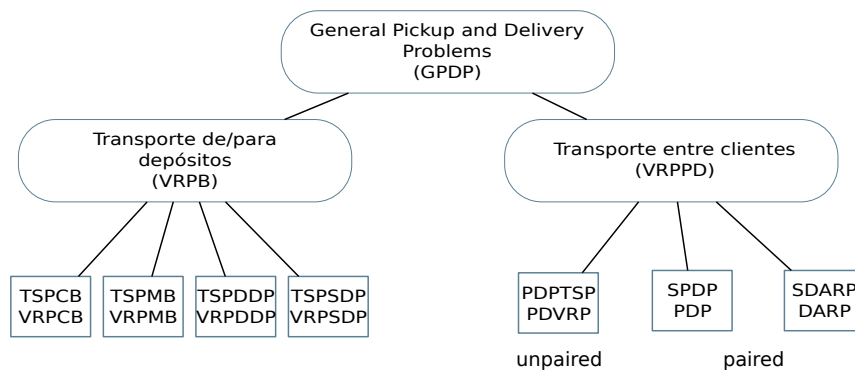 General Pickup and Delivery
Problems
(GPDP)
Transporte de/para
depósitos
(VRPB)
Transporte entre clientes
(VRPPD)
TSPCB
VRPCB
TSPMB
VRPMB
TSPDDP
VRPDDP
TSPSDP
VRPSDP
PDPTSP
PDVRP
SPDP
PDP
SDARP
DARP
unpaired
paired